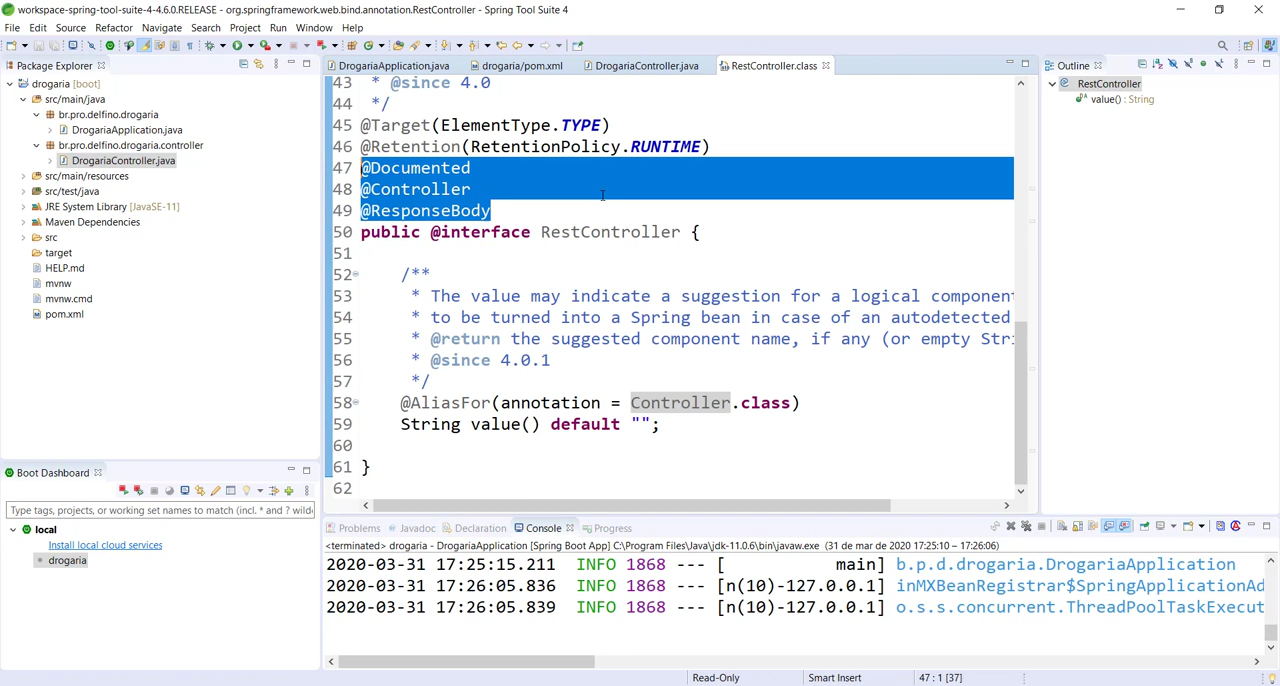 workspace-spring-tool-suite-4-4.6.0.RELEASE - org.springframework.web.bind.annotation.RestController - Spring Tool Suite 4
File Edit Source Refactor Navigate Search Project Run Window Help
Package Explorer
drogaria [boot]
src/main/java
br.pro.delfino.drogaria
DrogariaApplication.java
br.pro.delfino.drogaria.controller
DrogariaController.java
src/main/resources
src/test/java
JRE System Library [JavaSE-11]
Maven Dependencies
src
target
HELP.md
mvnw
mvnw.cmd
pom.xml
DrogariaApplication.java drogaria/pom.xml DrogariaController.java RestController.class
43 * @since 4.0
44 */
45 @Target(ElementType.TYPE)
46 @Retention(RetentionPolicy.RUNTIME)
47 @Documented
48 @Controller
49 @ResponseBody
50 public @interface RestController {
51
52 /**
53 * The value may indicate a suggestion for a logical component
54 * to be turned into a Spring bean in case of an autodetected
55 * @return the suggested component name, if any (or empty Stri
56 * @since 4.0.1
57 */
58 @AliasFor(annotation = Controller.class)
59 String value() default "";
60
61 }
62
Outline
RestController
value() : String
Boot Dashboard
Type tags, projects, or working set names to match (incl. * and ? wild
local
Install local cloud services
drogaria
Problems Javadoc Declaration Console Progress
<terminated> drogaria - DrogariaApplication [Spring Boot App] C:\Program Files\Java\jdk-11.0.6\bin\javaw.exe (31 de mar de 2020 17:25:10 – 17:26:06)
2020-03-31 17:25:15.211 INFO 1868 --- [ main] b.p.d.drogaria.DrogariaApplication
2020-03-31 17:26:05.836 INFO 1868 --- [n(10)-127.0.0.1] inMXBeanRegistrar$SpringApplicationAd
2020-03-31 17:26:05.839 INFO 1868 --- [n(10)-127.0.0.1] o.s.s.concurrent.ThreadPoolTaskExecut
Read-Only Smart Insert 47 : 1 [37]